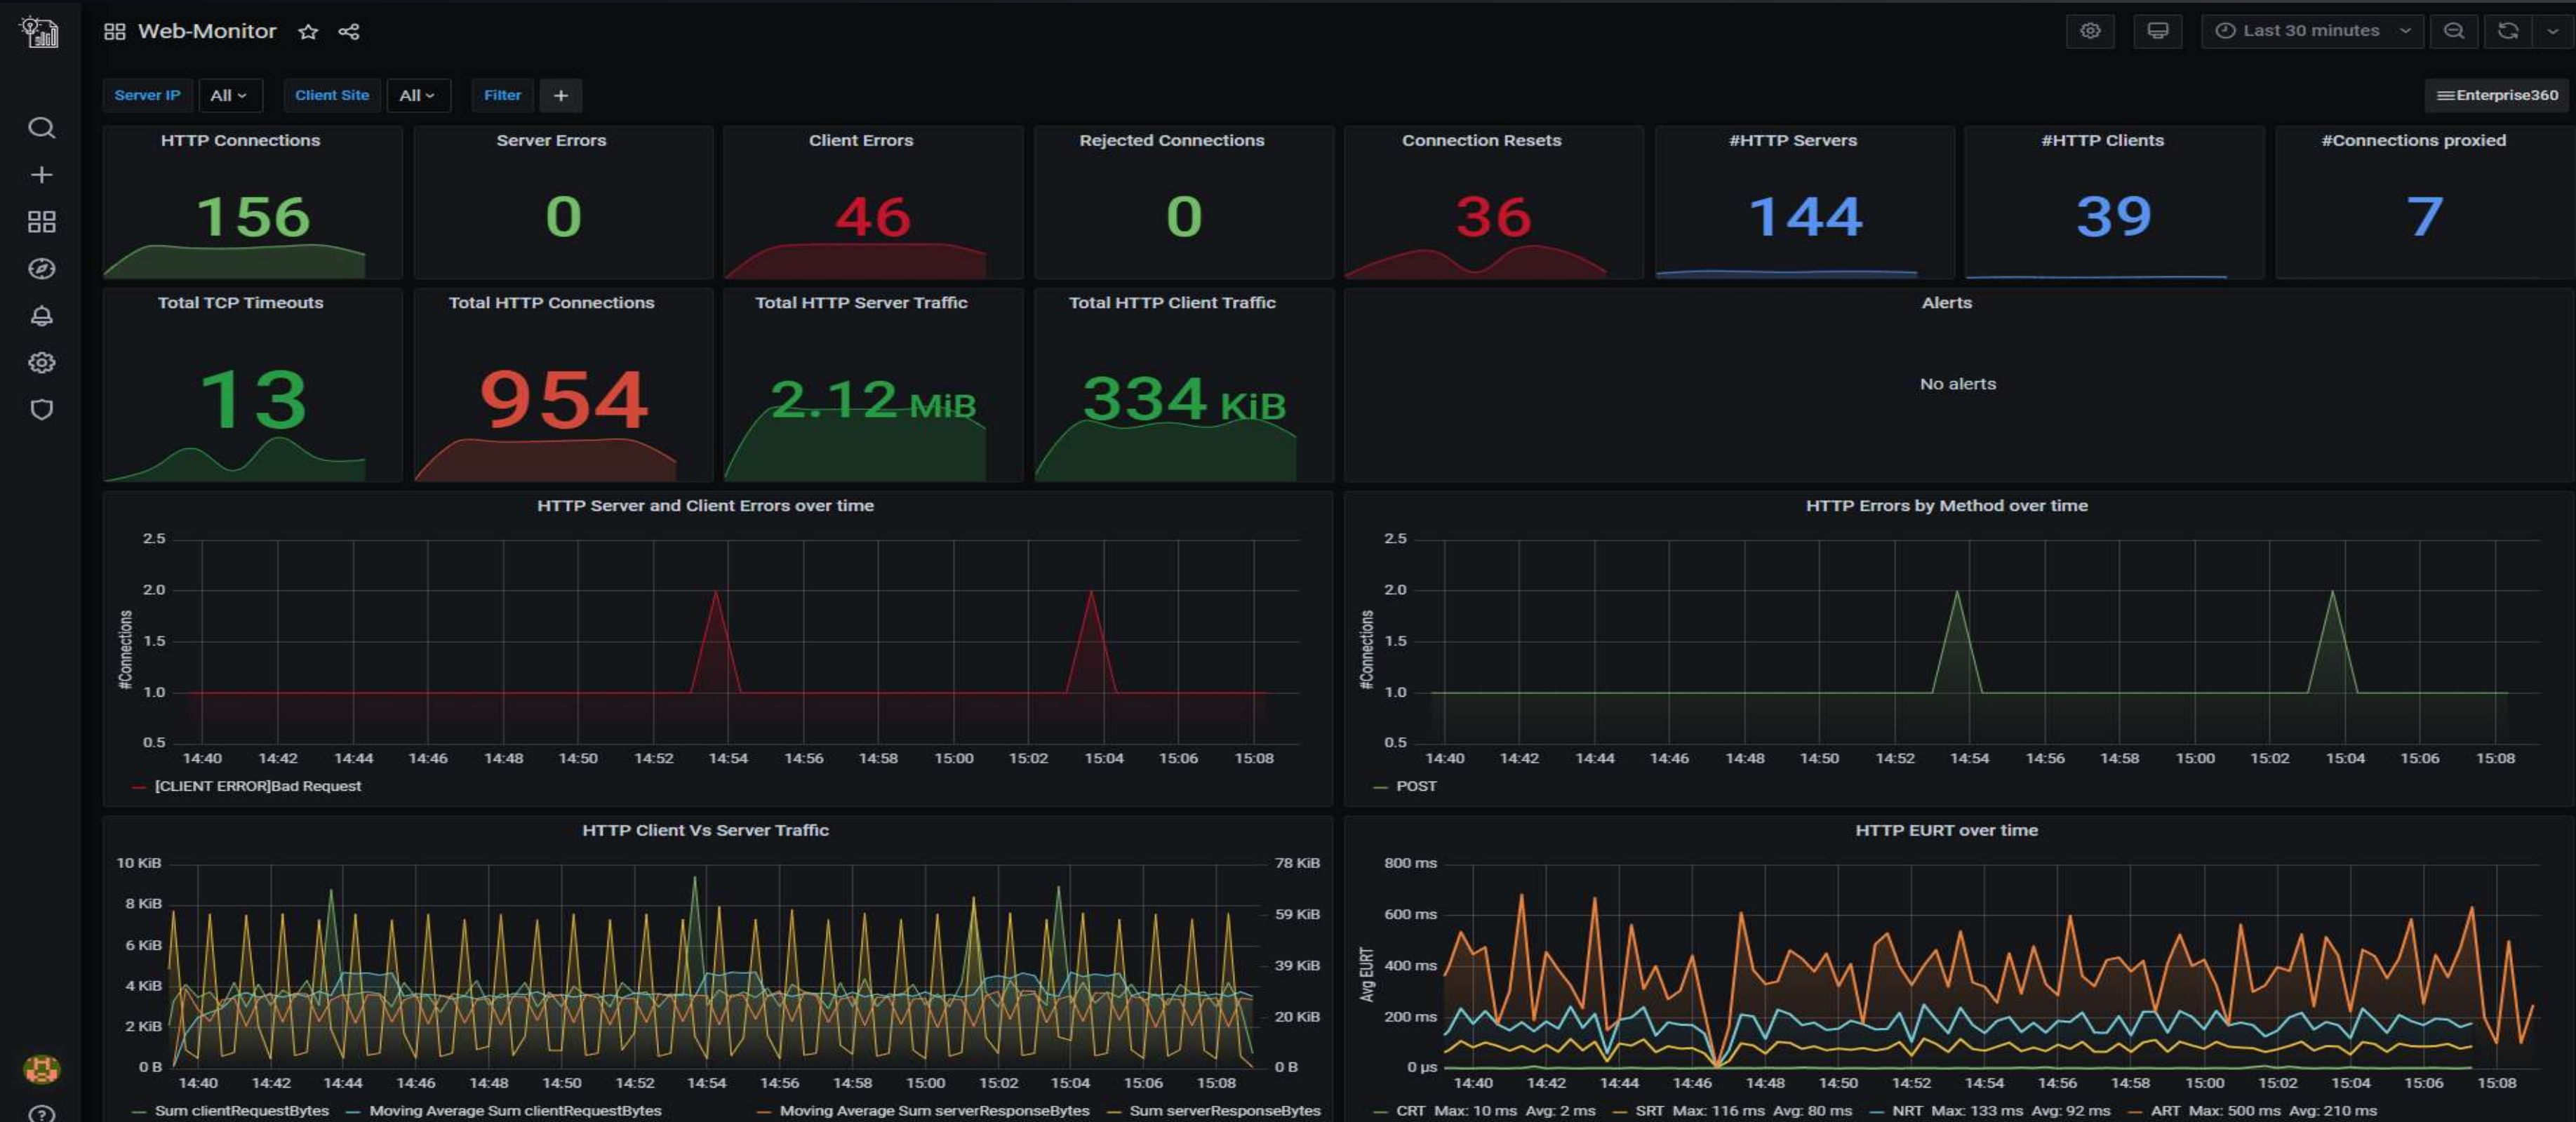 Web-Monitor
Last 30 minutes
Server IP All Client Site All Filter +
Enterprise360
HTTP Connections
156
Server Errors
0
Client Errors
46
Rejected Connections
0
Connection Resets
36
#HTTP Servers
144
#HTTP Clients
39
#Connections proxied
7
Total TCP Timeouts
13
Total HTTP Connections
954
Total HTTP Server Traffic
2.12 MiB
Total HTTP Client Traffic
334 KiB
Alerts
No alerts
HTTP Server and Client Errors over time
#Connections
2.5
2.0
1.5
1.0
0.5
14:40 14:42 14:44 14:46 14:48 14:50 14:52 14:54 14:56 14:58 15:00 15:02 15:04 15:06 15:08
[CLIENT ERROR]Bad Request
HTTP Errors by Method over time
#Connections
2.5
2.0
1.5
1.0
0.5
14:40 14:42 14:44 14:46 14:48 14:50 14:52 14:54 14:56 14:58 15:00 15:02 15:04 15:06 15:08
POST
HTTP Client Vs Server Traffic
10 KiB
8 KiB
6 KiB
4 KiB
2 KiB
0 B
78 KiB
59 KiB
39 KiB
20 KiB
0 B
14:40 14:42 14:44 14:46 14:48 14:50 14:52 14:54 14:56 14:58 15:00 15:02 15:04 15:06 15:08
Sum clientRequestBytes Moving Average Sum clientRequestBytes Moving Average Sum serverResponseBytes Sum serverResponseBytes
HTTP EURT over time
Avg EURT
800 ms
600 ms
400 ms
200 ms
0 µs
14:40 14:42 14:44 14:46 14:48 14:50 14:52 14:54 14:56 14:58 15:00 15:02 15:04 15:06 15:08
CRT Max: 10 ms Avg: 2 ms SRT Max: 116 ms Avg: 80 ms NRT Max: 133 ms Avg: 92 ms ART Max: 500 ms Avg: 210 ms